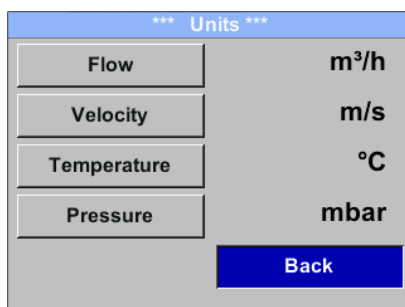 *** Units ***
Flow m³/h
Velocity m/s
Temperature °C
Pressure mbar
Back